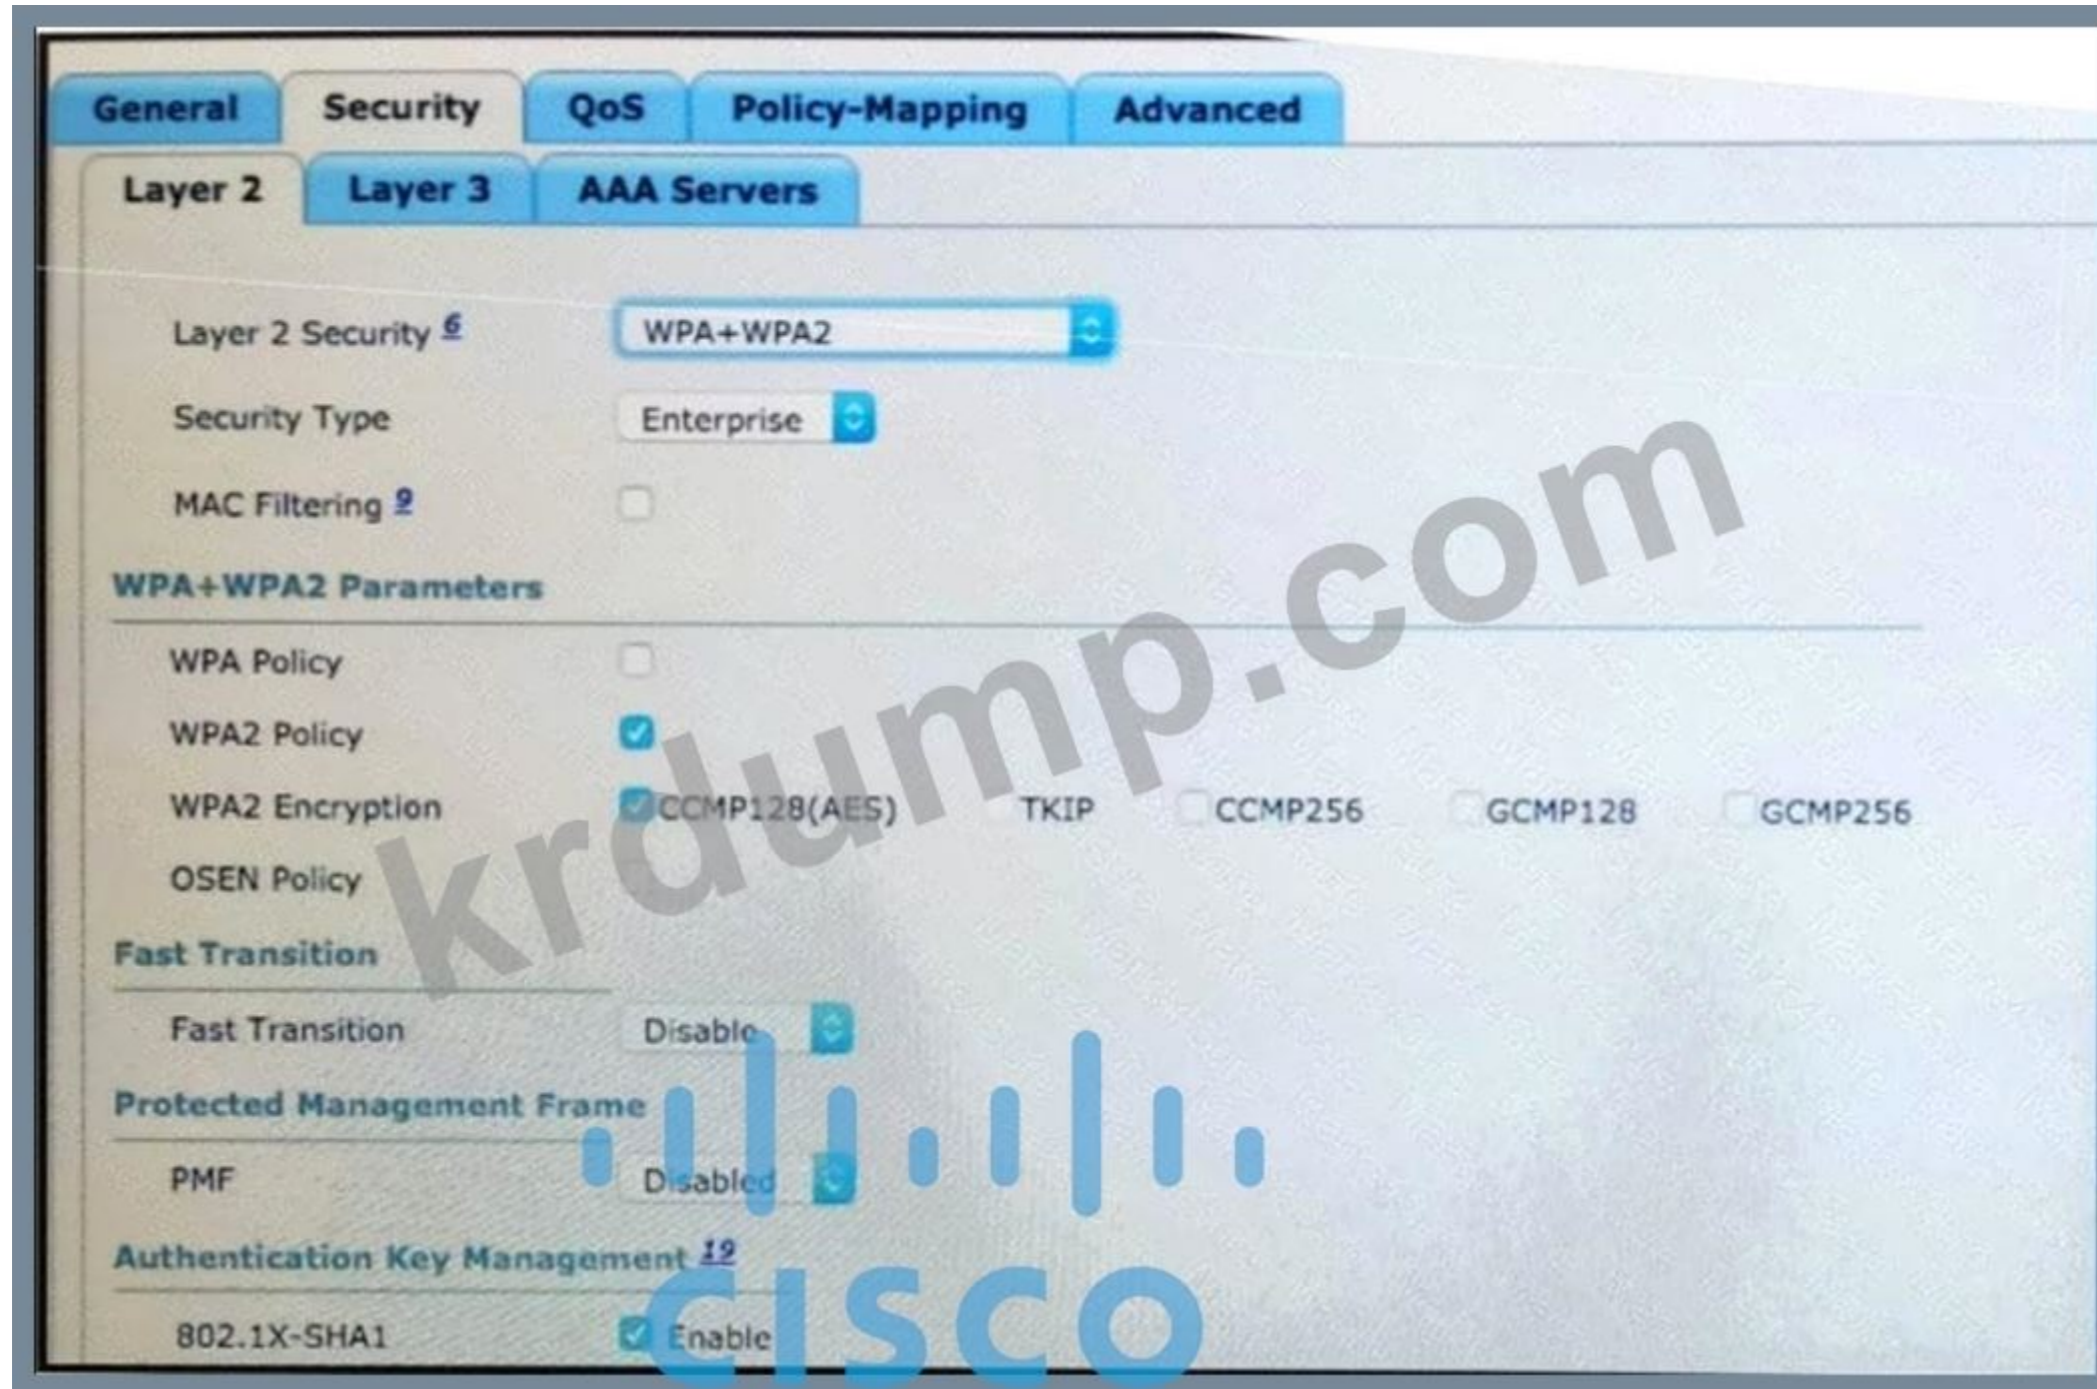 General Security QoS Policy-Mapping Advanced
Layer 2 Layer 3 AAA Servers
Layer 2 Security 6 WPA+WPA2
Security Type Enterprise
MAC Filtering 9
WPA+WPA2 Parameters
WPA Policy
WPA2 Policy
WPA2 Encryption CCMP128(AES) TKIP CCMP256 GCMP128 GCMP256
OSEN Policy
Fast Transition
Fast Transition Disable
Protected Management Frame
PMF Disabled
Authentication Key Management 19
802.1X-SHA1 Enable
krdump.com
CISCO